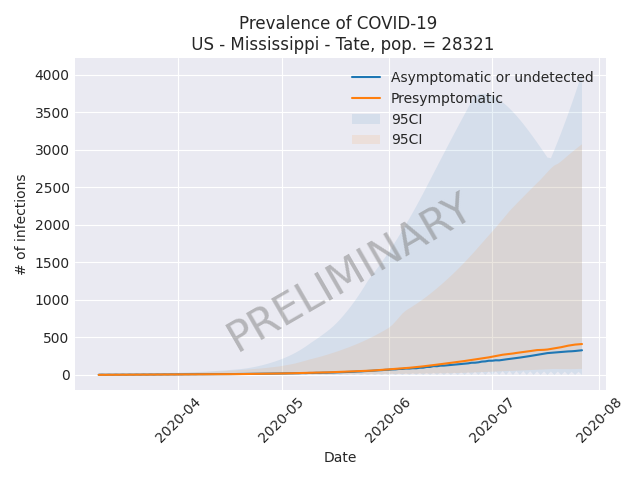 Prevalence of COVID-19
US - Mississippi - Tate, pop. = 28321
Asymptomatic or undetected
Presymptomatic
95CI
95CI
PRELIMINARY
# of infections
4000
3500
3000
2500
2000
1500
1000
500
0
2020-04
2020-05
2020-06
2020-07
2020-08
Date